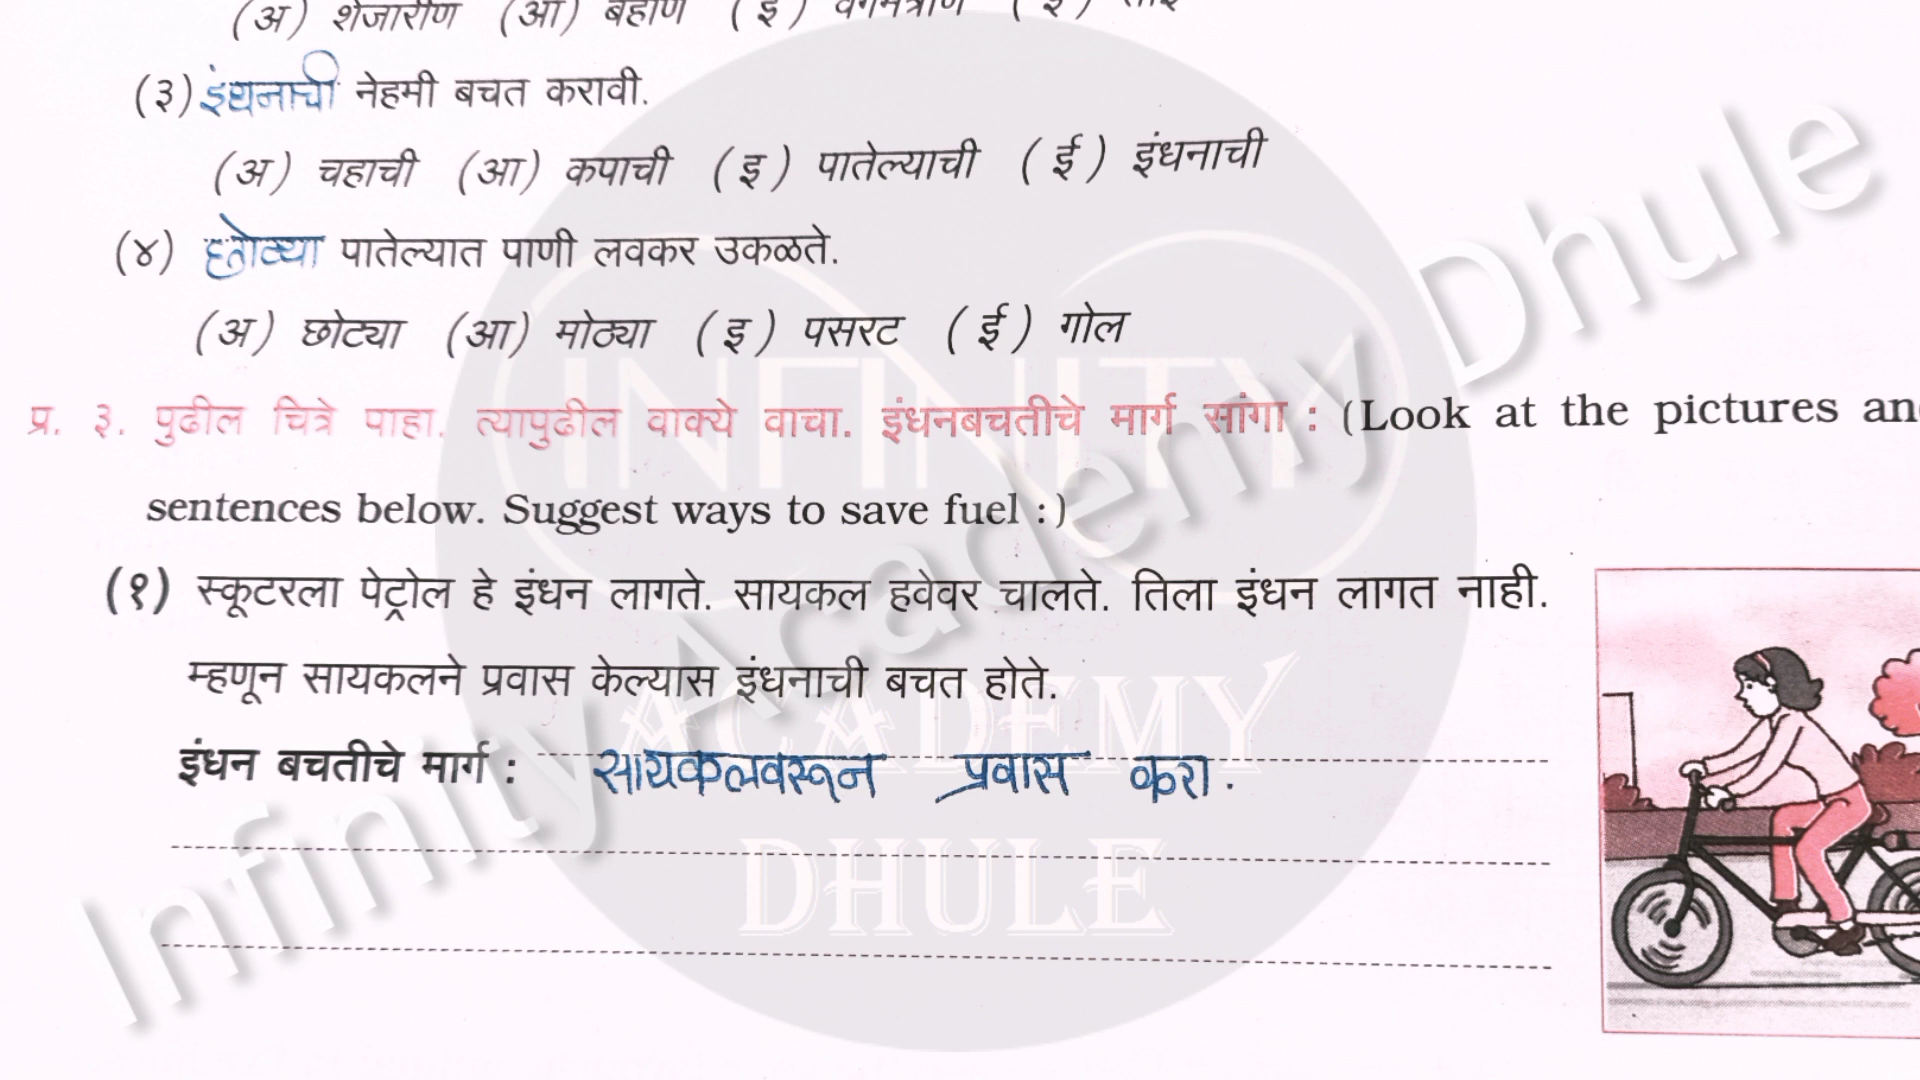 (अ) शेजारीण (आ) बहीण (इ)
(३) इंधनाची नेहमी बचत करावी.
(अ) चहाची (आ) कपाची (इ) पातेल्याची (ई) इंधनाची
(४) छोट्या पातेल्यात पाणी लवकर उकळते.
(अ) छोट्या (आ) मोठ्या (इ) पसरट (ई) गोल
प्र. ३. पुढील चित्रे पाहा. त्यापुढील वाक्ये वाचा. इंधनबचतीचे मार्ग सांगा : (Look at the pictures an
sentences below. Suggest ways to save fuel :)
(१) स्कूटरला पेट्रोल हे इंधन लागते. सायकल हवेवर चालते. तिला इंधन लागत नाही.
म्हणून सायकलने प्रवास केल्यास इंधनाची बचत होते.
इंधन बचतीचे मार्ग : सायकलवरून प्रवास करा.
INFINITY
ACADEMY
DHULE
Infinity Academy Dhule